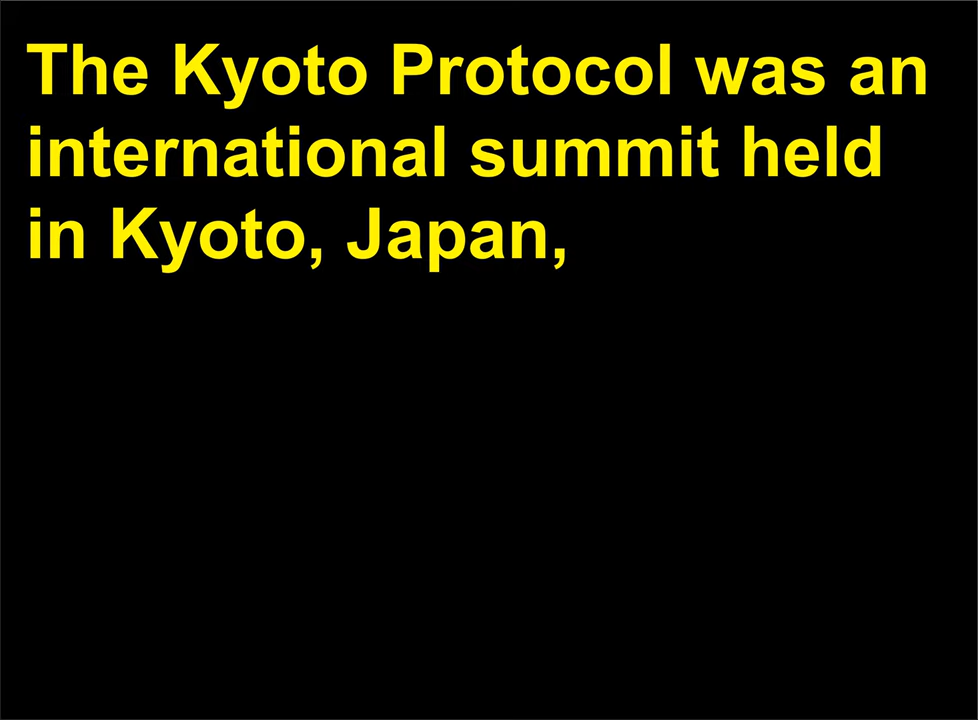 The Kyoto Protocol was an
international summit held
in Kyoto, Japan,